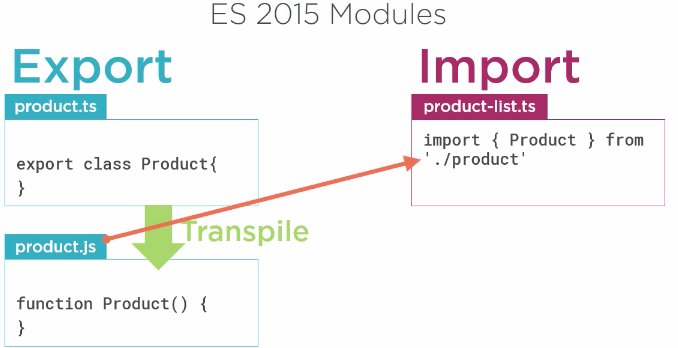 ES 2015 Modules
Export
Import
product.ts
export class Product{
}
Transpile
product.js
function Product() {
}
product-list.ts
import { Product } from
'./product'